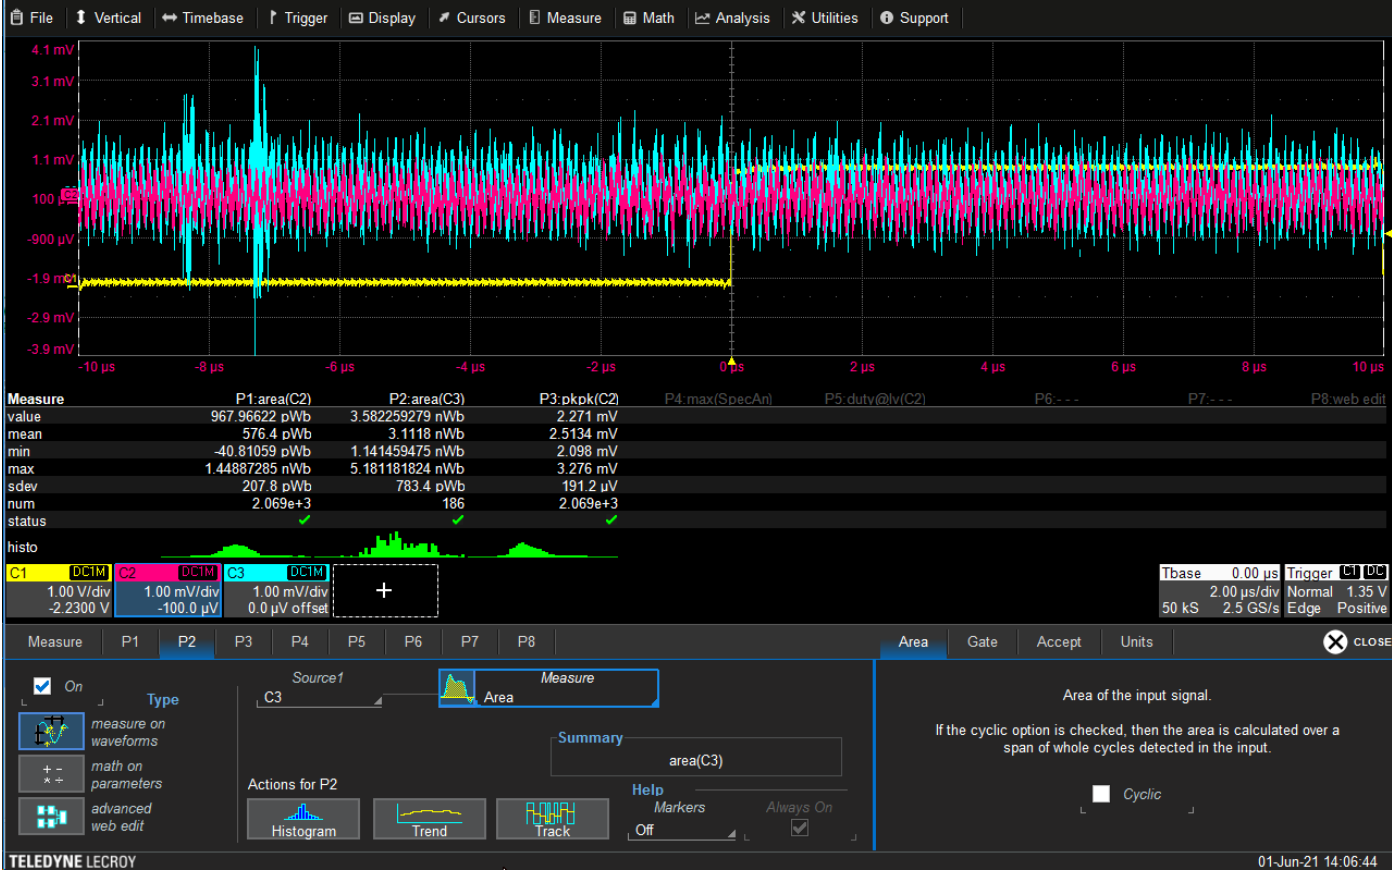 File Vertical Timebase Trigger Display Cursors Measure Math Analysis Utilities Support
4.1 mV
3.1 mV
2.1 mV
1.1 mV
100 µ C2
-900 µV
-1.9 m C1
-2.9 mV
-3.9 mV
-10 µs -8 µs -6 µs -4 µs -2 µs 0 µs 2 µs 4 µs 6 µs 8 µs 10 µs
Measure P1:area(C2) P2:area(C3) P3:pkpk(C2) P4:max(SpecAn) P5:duty@lv(C2) P6:- - - P7:- - - P8:web edit
value 967.96622 pWb 3.582259279 nWb 2.271 mV
mean 576.4 pWb 3.1118 nWb 2.5134 mV
min -40.81059 pWb 1.141459475 nWb 2.098 mV
max 1.44887285 nWb 5.181181824 nWb 3.276 mV
sdev 207.8 pWb 783.4 pWb 191.2 µV
num 2.069e+3 186 2.069e+3
status
histo
C1 DC1M C2 DC1M C3 DC1M Tbase 0.00 µs Trigger C1 DC
1.00 V/div 1.00 mV/div 1.00 mV/div + 2.00 µs/div Normal 1.35 V
-2.2300 V -100.0 µV 0.0 µV offset 50 kS 2.5 GS/s Edge Positive
Measure P1 P2 P3 P4 P5 P6 P7 P8 Area Gate Accept Units CLOSE
On
Type
measure on
waveforms
math on
parameters
advanced
web edit
Source1
C3
Measure
Area
Summary
area(C3)
Actions for P2
Histogram Trend Track
Help
Markers Always On
Off
Area of the input signal.
If the cyclic option is checked, then the area is calculated over a
span of whole cycles detected in the input.
Cyclic
TELEDYNE LECROY 01-Jun-21 14:06:44